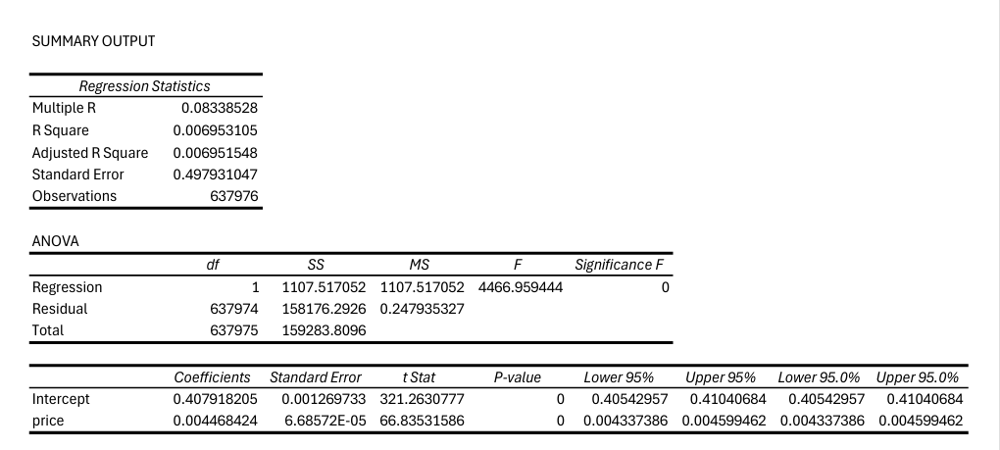 SUMMARY OUTPUT
Regression Statistics
Multiple R 0.08338528
R Square 0.006953105
Adjusted R Square 0.006951548
Standard Error 0.497931047
Observations 637976
ANOVA
df SS MS F Significance F
Regression 1 1107.517052 1107.517052 4466.959444 0
Residual 637974 158176.2926 0.247935327
Total 637975 159283.8096
Coefficients Standard Error t Stat P-value Lower 95% Upper 95% Lower 95.0% Upper 95.0%
Intercept 0.407918205 0.001269733 321.2630777 0 0.40542957 0.41040684 0.40542957 0.41040684
price 0.004468424 6.68572E-05 66.83531586 0 0.004337386 0.004599462 0.004337386 0.004599462